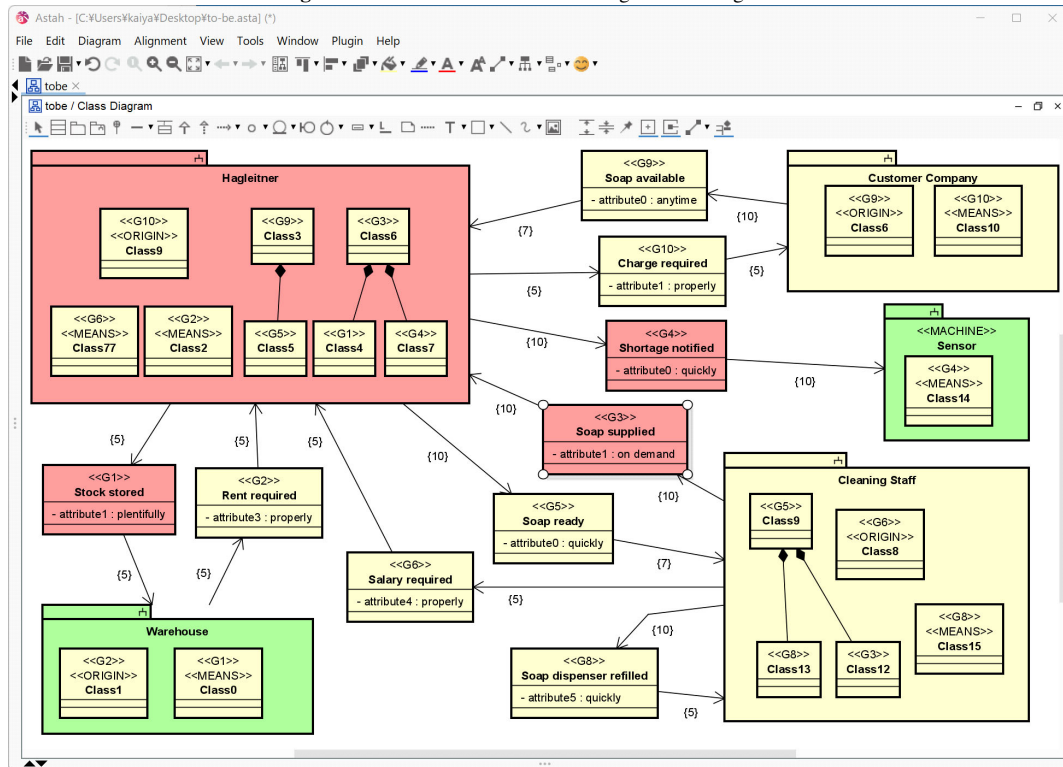 Astah - [C:¥Users¥kaiya¥Desktop¥to-be.asta] (*)
File Edit Diagram Alignment View Tools Window Plugin Help
tobe
tobe / Class Diagram
Hagleitner
<<G10>>
<<ORIGIN>>
Class9
<<G9>>
Class3
<<G3>>
Class6
<<G6>>
<<MEANS>>
Class77
<<G2>>
<<MEANS>>
Class2
<<G5>>
Class5
<<G1>>
Class4
<<G4>>
Class7
<<G9>>
Soap available
- attribute0 : anytime
{7}
{10}
<<G10>>
Charge required
- attribute1 : properly
{5}
{5}
Customer Company
<<G9>>
<<ORIGIN>>
Class6
<<G10>>
<<MEANS>>
Class10
<<G4>>
Shortage notified
- attribute0 : quickly
{10}
{10}
<<MACHINE>>
Sensor
<<G4>>
<<MEANS>>
Class14
<<G3>>
Soap supplied
- attribute1 : on demand
{10}
{10}
{5}
{5}
{5}
{10}
<<G1>>
Stock stored
- attribute1 : plentifully
<<G2>>
Rent required
- attribute3 : properly
<<G5>>
Soap ready
- attribute0 : quickly
{7}
Cleaning Staff
<<G5>>
Class9
<<G6>>
<<ORIGIN>>
Class8
<<G8>>
<<MEANS>>
Class15
<<G8>>
Class13
<<G3>>
Class12
{5}
{5}
<<G6>>
Salary required
- attribute4 : properly
{5}
{10}
Warehouse
<<G2>>
<<ORIGIN>>
Class1
<<G1>>
<<MEANS>>
Class0
<<G8>>
Soap dispenser refilled
- attribute5 : quickly
{5}